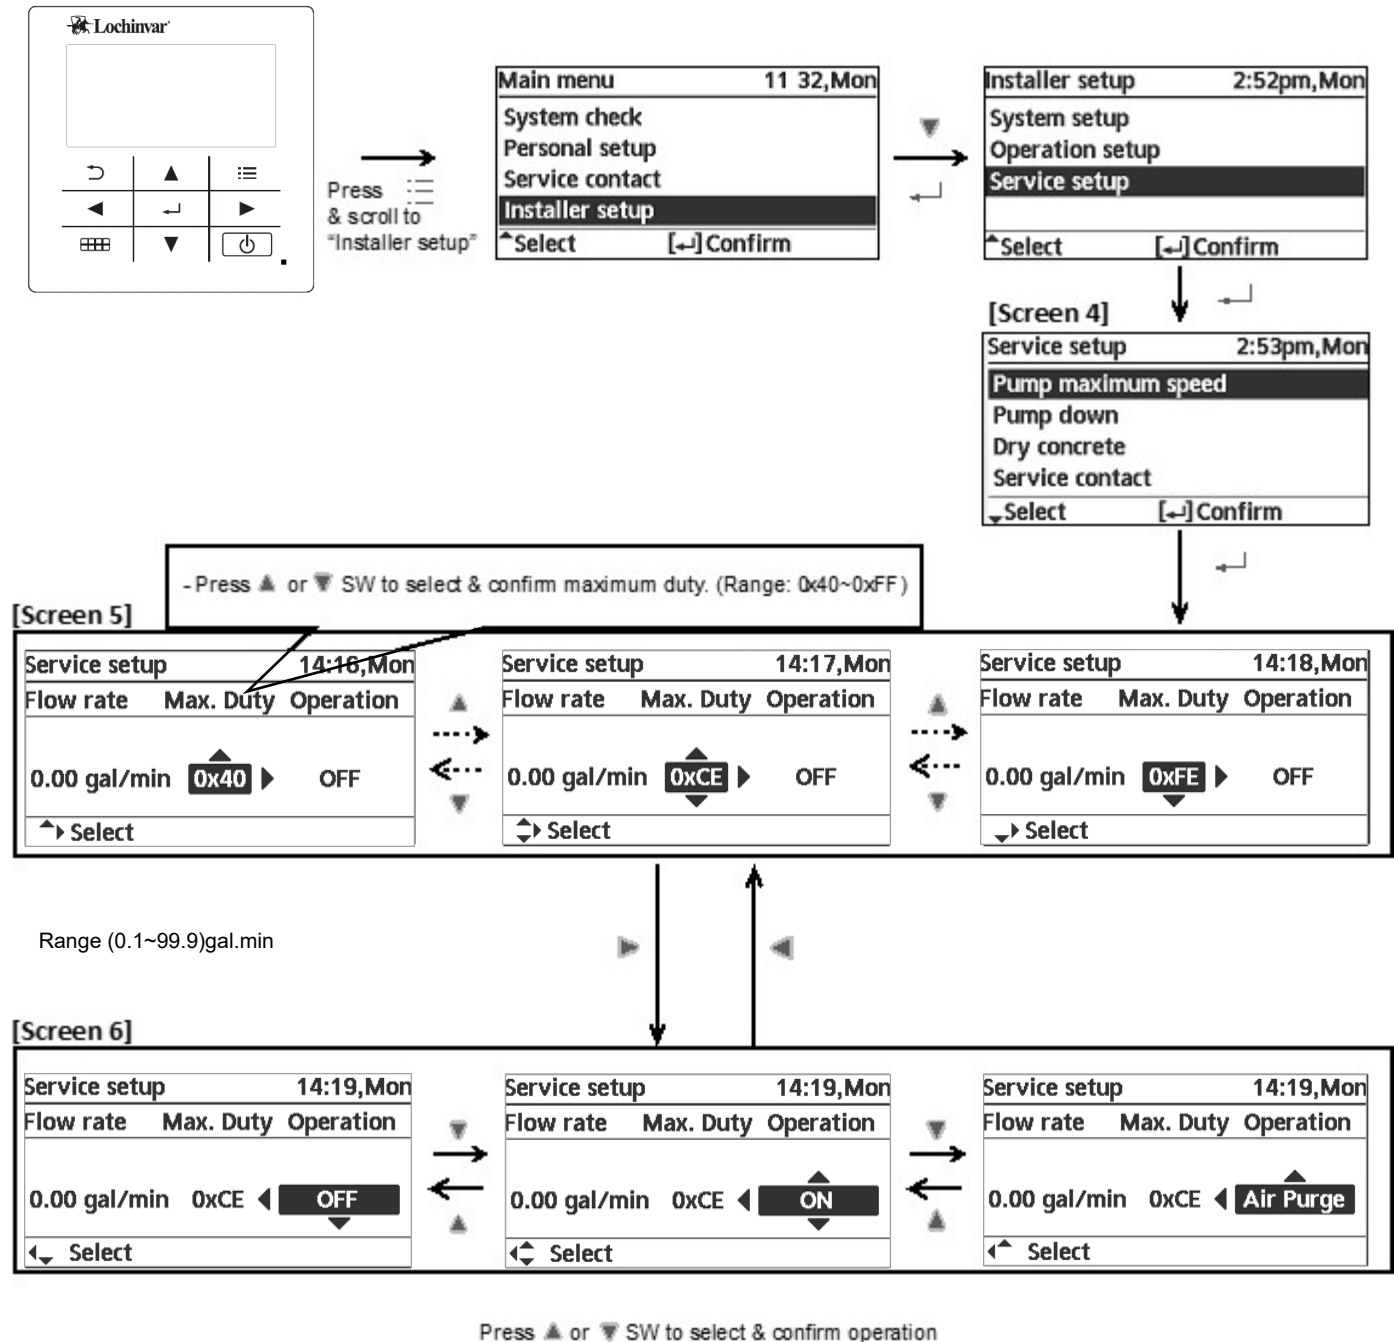 Lochinvar
Press
& scroll to
"Installer setup"
Main menu 11 32,Mon
System check
Personal setup
Service contact
Installer setup
Select [↵]Confirm
Installer setup 2:52pm,Mon
System setup
Operation setup
Service setup
Select [↵]Confirm
[Screen 4]
Service setup 2:53pm,Mon
Pump maximum speed
Pump down
Dry concrete
Service contact
Select [↵]Confirm
- Press ▲ or ▼ SW to select & confirm maximum duty. (Range: 0x40~0xFF)
[Screen 5]
Service setup 14:16,Mon
Flow rate Max. Duty Operation
0.00 gal/min 0x40 OFF
Select
Service setup 14:17,Mon
Flow rate Max. Duty Operation
0.00 gal/min 0xCE OFF
Select
Service setup 14:18,Mon
Flow rate Max. Duty Operation
0.00 gal/min 0xFE OFF
Select
Range (0.1~99.9)gal.min
[Screen 6]
Service setup 14:19,Mon
Flow rate Max. Duty Operation
0.00 gal/min 0xCE OFF
Select
Service setup 14:19,Mon
Flow rate Max. Duty Operation
0.00 gal/min 0xCE ON
Select
Service setup 14:19,Mon
Flow rate Max. Duty Operation
0.00 gal/min 0xCE Air Purge
Select
Press ▲ or ▼ SW to select & confirm operation